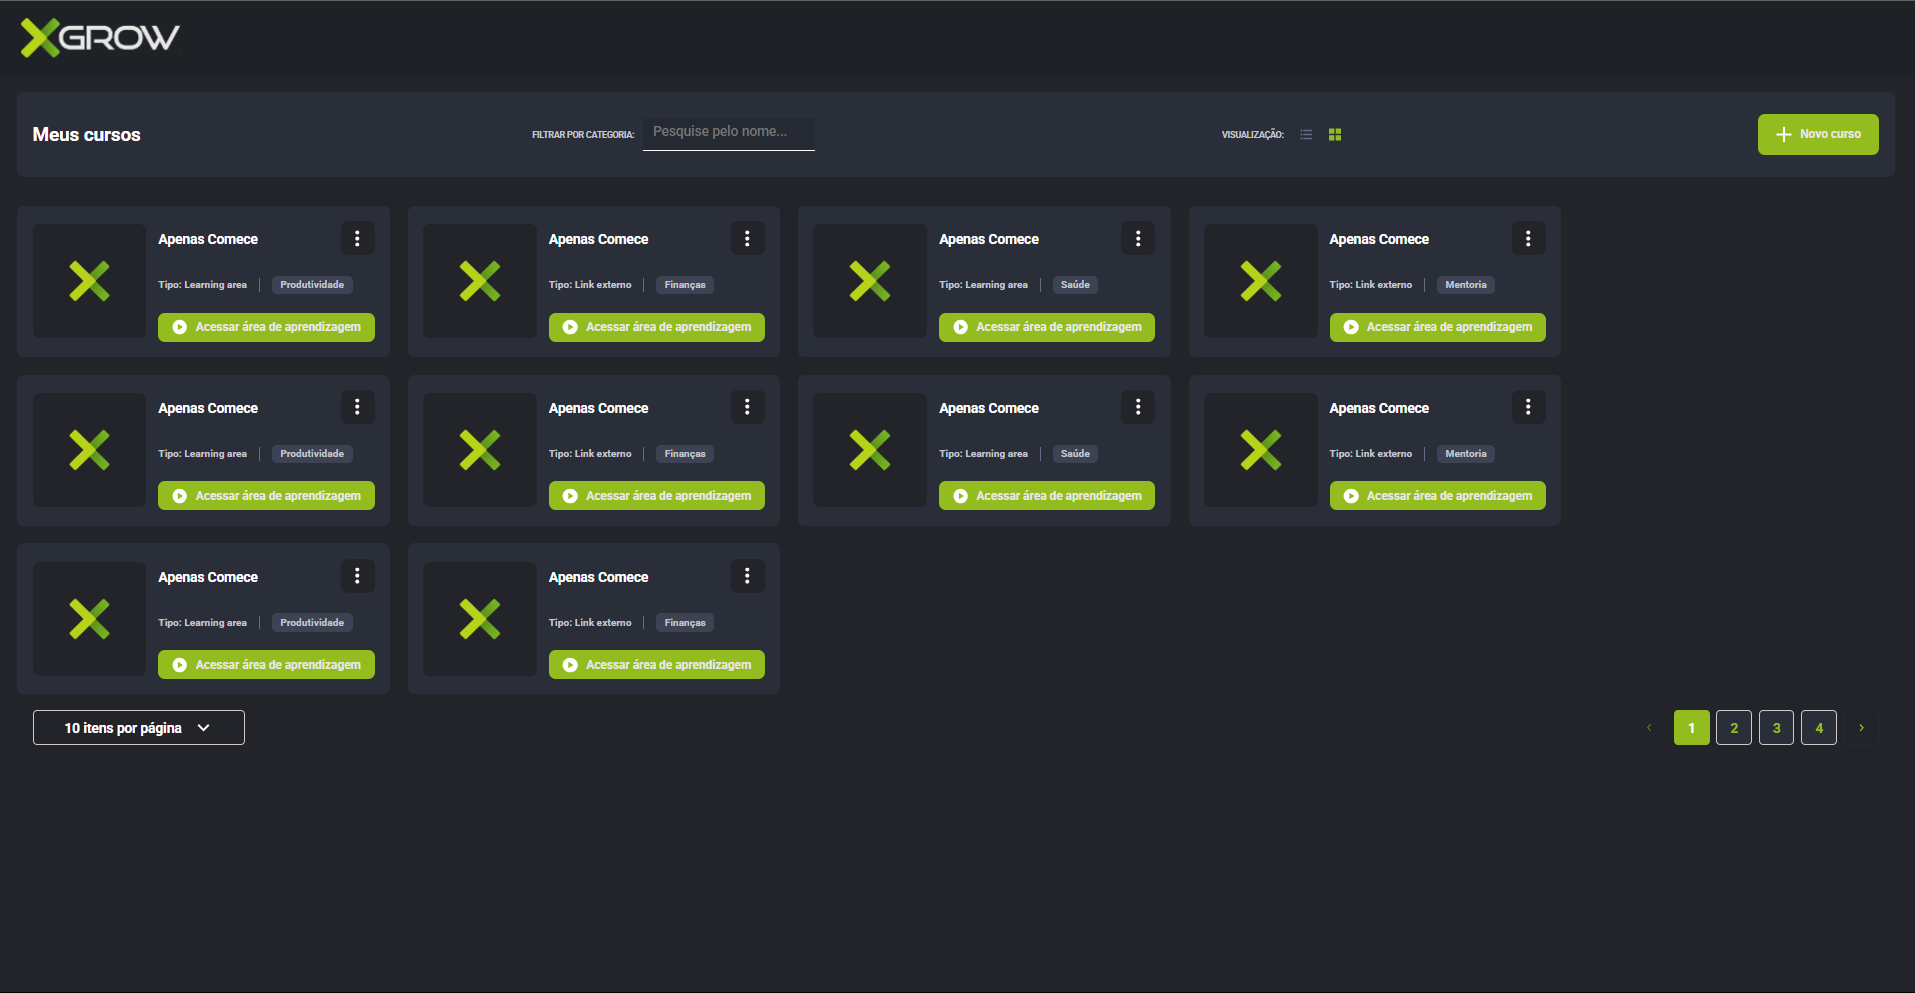 XGROW
Meus cursos
FILTRAR POR CATEGORIA:
Pesquise pelo nome...
VISUALIZAÇÃO:
Novo curso
Apenas Comece
Tipo: Learning area
Produtividade
Acessar área de aprendizagem
Apenas Comece
Tipo: Link externo
Finanças
Acessar área de aprendizagem
Apenas Comece
Tipo: Learning area
Saúde
Acessar área de aprendizagem
Apenas Comece
Tipo: Link externo
Mentoria
Acessar área de aprendizagem
Apenas Comece
Tipo: Learning area
Produtividade
Acessar área de aprendizagem
Apenas Comece
Tipo: Link externo
Finanças
Acessar área de aprendizagem
Apenas Comece
Tipo: Learning area
Saúde
Acessar área de aprendizagem
Apenas Comece
Tipo: Link externo
Mentoria
Acessar área de aprendizagem
Apenas Comece
Tipo: Learning area
Produtividade
Acessar área de aprendizagem
Apenas Comece
Tipo: Link externo
Finanças
Acessar área de aprendizagem
10 itens por página
1 2 3 4